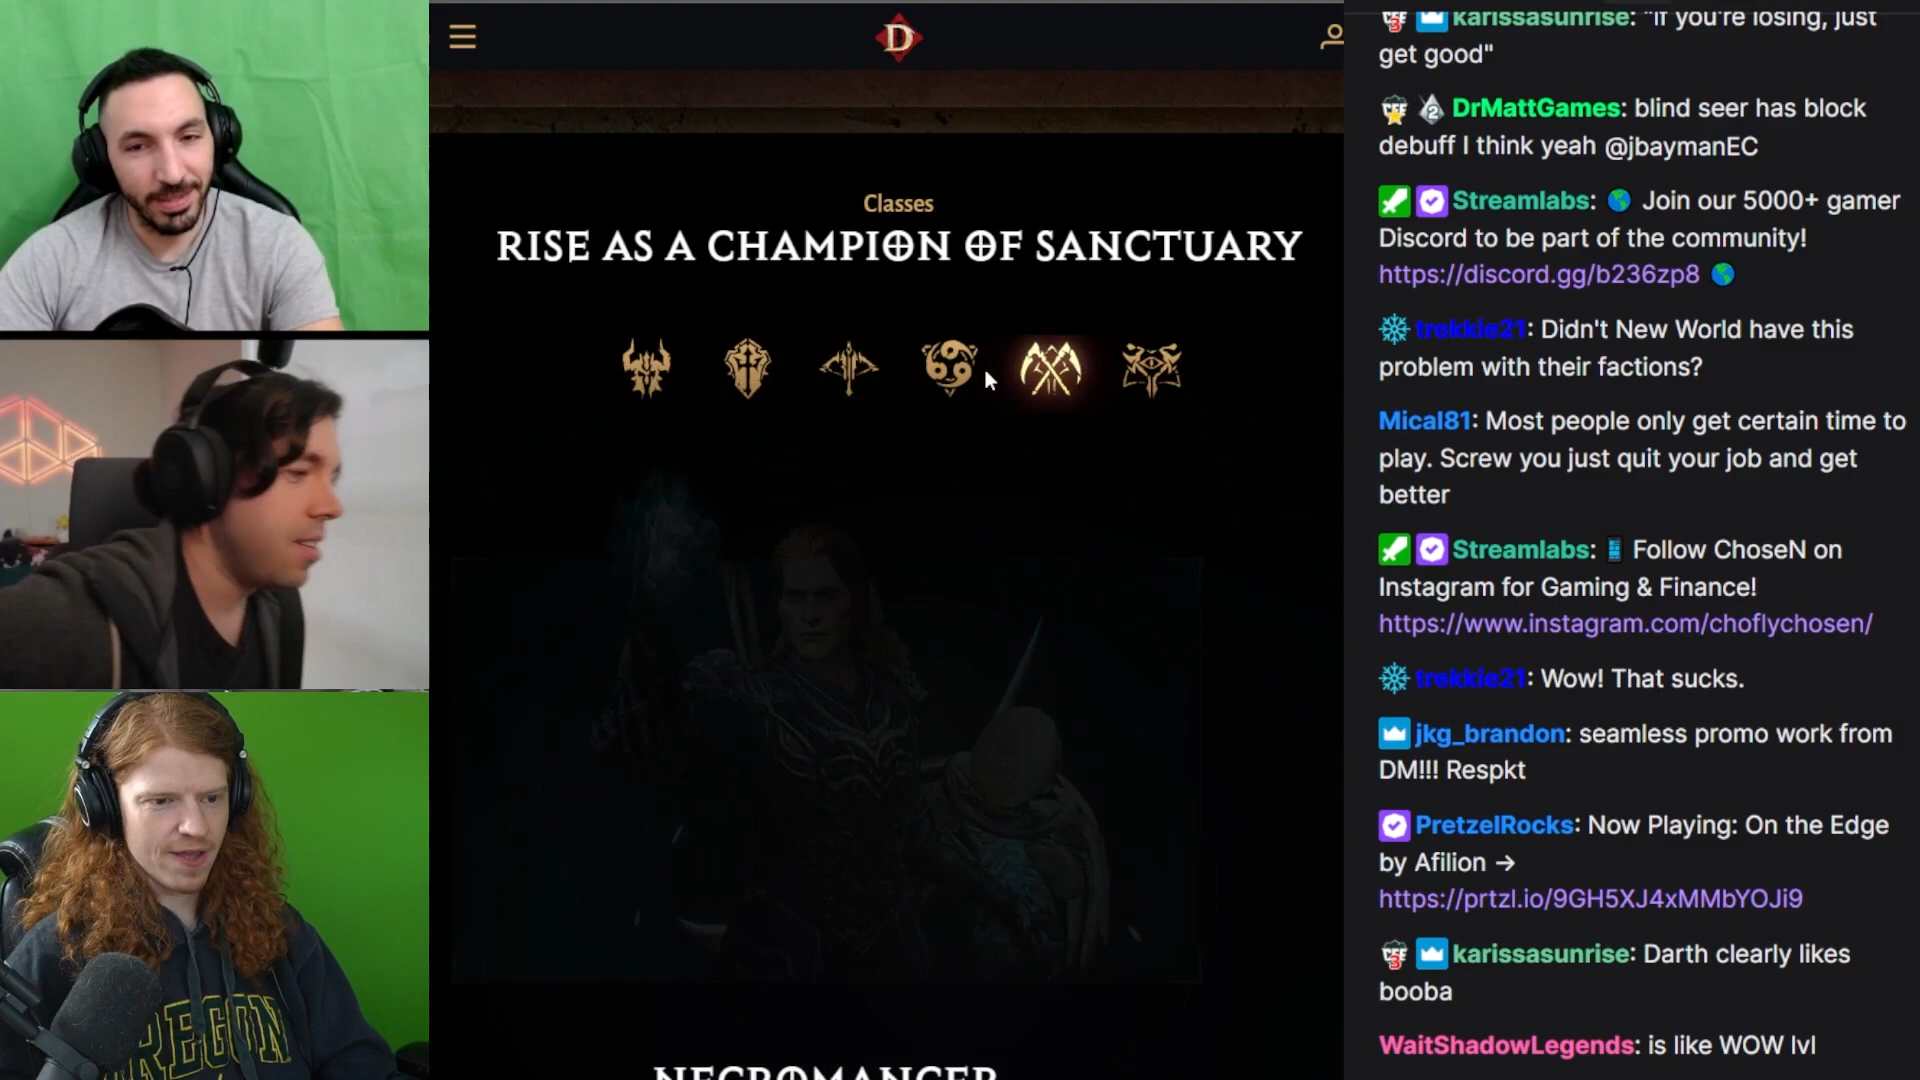 D
Classes
RISE AS A CHAMPION OF SANCTUARY
NECROMANCER
OREGON
karissasunrise: "If you're losing, just
get good"
DrMattGames: blind seer has block
debuff I think yeah @jbaymanEC
Streamlabs: 🌎 Join our 5000+ gamer
Discord to be part of the community!
https://discord.gg/b236zp8 🌎
trekkie21: Didn't New World have this
problem with their factions?
Mical81: Most people only get certain time to
play. Screw you just quit your job and get
better
Streamlabs: 📱 Follow ChoseN on
Instagram for Gaming & Finance!
https://www.instagram.com/choflychosen/
trekkie21: Wow! That sucks.
jkg_brandon: seamless promo work from
DM!!! Respkt
PretzelRocks: Now Playing: On the Edge
by Afilion →
https://prtzl.io/9GH5XJ4xMMbYOJi9
karissasunrise: Darth clearly likes
booba
WaitShadowLegends: is like WOW lvl